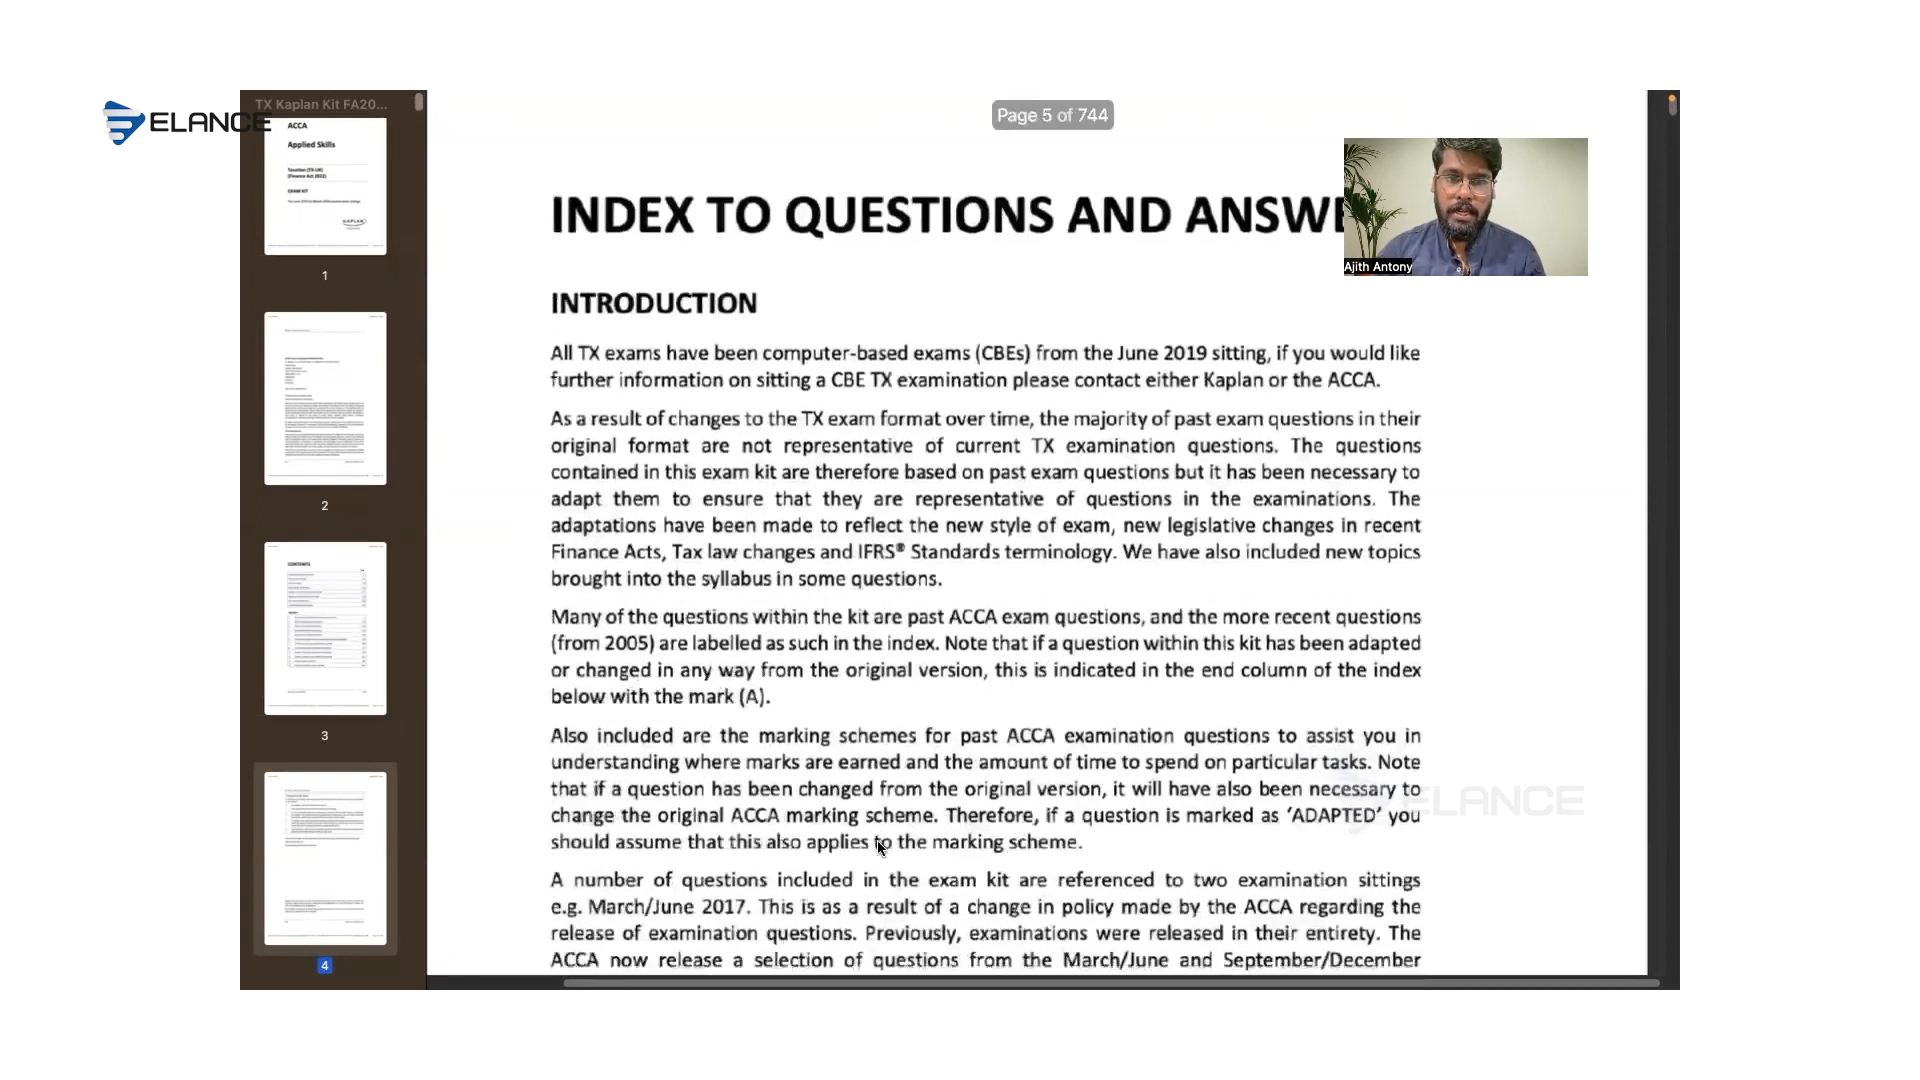 TX Kaplan Kit FA20...
ELANCE
ACCA
Applied Skills
Taxation (TX-UK)
(Finance Act 2022)
EXAM KIT
KAPLAN
1
2
CONTENTS
3
4
Page 5 of 744
INDEX TO QUESTIONS AND ANSWE
Ajith Antony
INTRODUCTION
All TX exams have been computer-based exams (CBEs) from the June 2019 sitting, if you would like
further information on sitting a CBE TX examination please contact either Kaplan or the ACCA.
As a result of changes to the TX exam format over time, the majority of past exam questions in their
original format are not representative of current TX examination questions. The questions
contained in this exam kit are therefore based on past exam questions but it has been necessary to
adapt them to ensure that they are representative of questions in the examinations. The
adaptations have been made to reflect the new style of exam, new legislative changes in recent
Finance Acts, Tax law changes and IFRS® Standards terminology. We have also included new topics
brought into the syllabus in some questions.
Many of the questions within the kit are past ACCA exam questions, and the more recent questions
(from 2005) are labelled as such in the index. Note that if a question within this kit has been adapted
or changed in any way from the original version, this is indicated in the end column of the index
below with the mark (A).
Also included are the marking schemes for past ACCA examination questions to assist you in
understanding where marks are earned and the amount of time to spend on particular tasks. Note
that if a question has been changed from the original version, it will have also been necessary to
change the original ACCA marking scheme. Therefore, if a question is marked as ‘ADAPTED’ you
should assume that this also applies to the marking scheme.
ELANCE
A number of questions included in the exam kit are referenced to two examination sittings
e.g. March/June 2017. This is as a result of a change in policy made by the ACCA regarding the
release of examination questions. Previously, examinations were released in their entirety. The
ACCA now release a selection of questions from the March/June and September/December